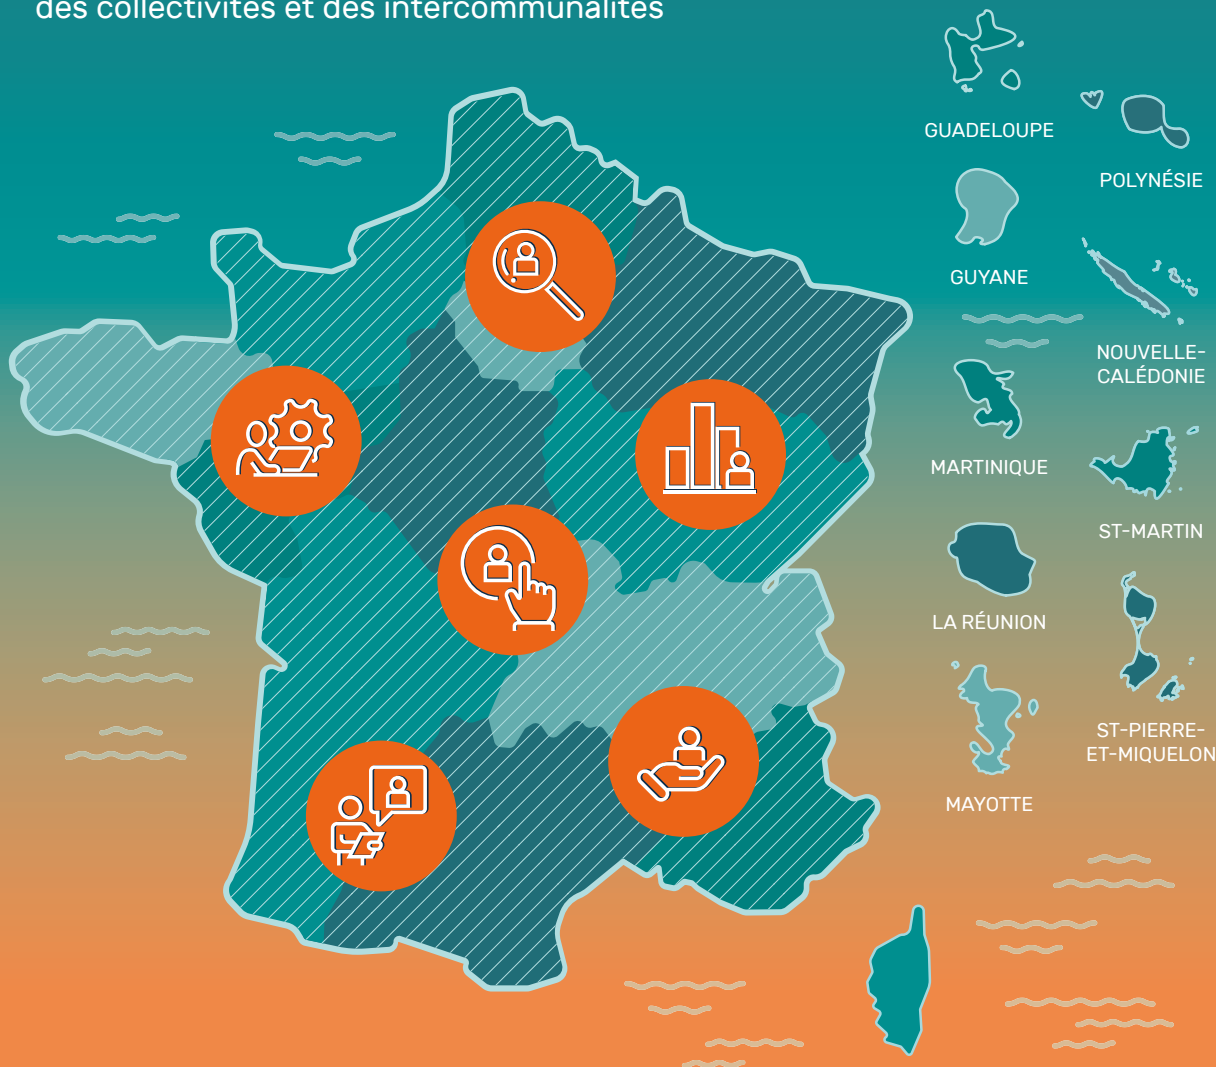 des collectivités et des intercommunalités
GUADELOUPE
POLYNÉSIE
GUYANE
NOUVELLE-
CALÉDONIE
MARTINIQUE
ST-MARTIN
LA RÉUNION
ST-PIERRE-
ET-MIQUELON
MAYOTTE